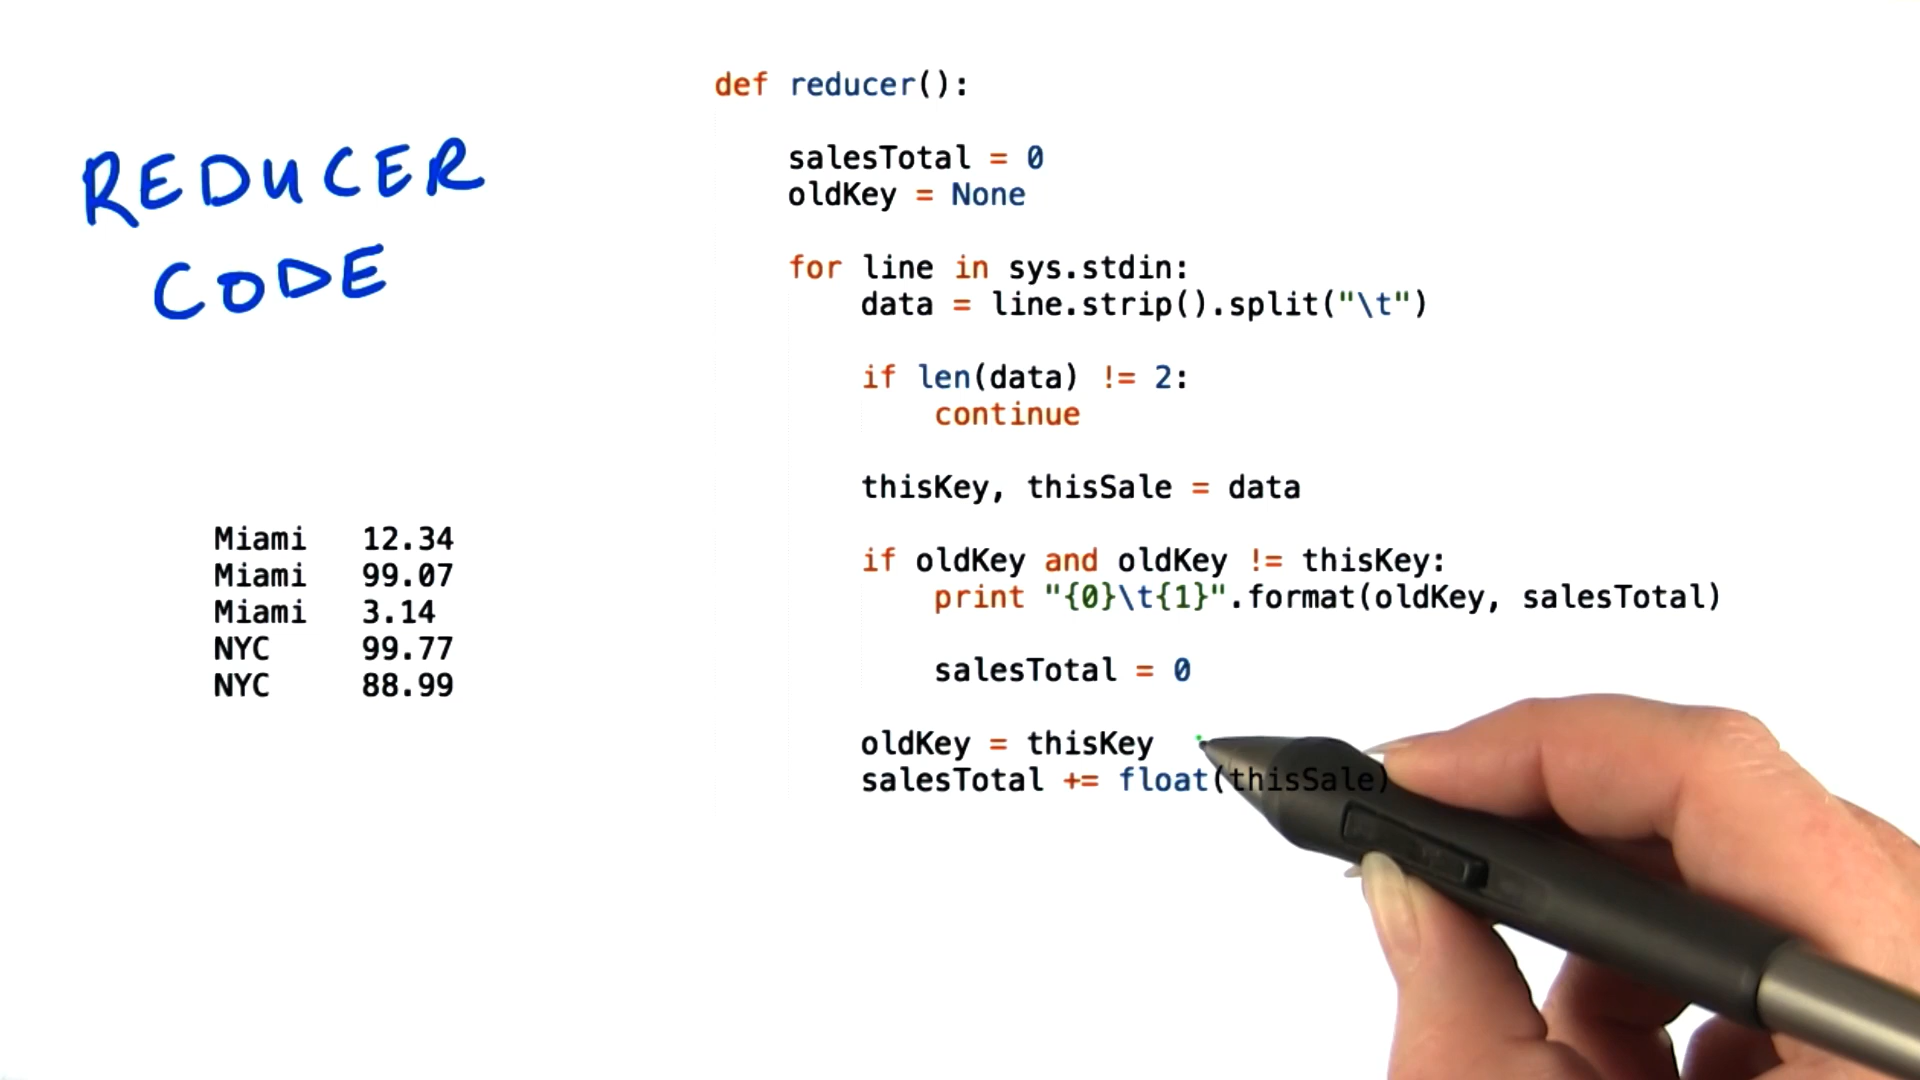 REDUCER
CODE
Miami   12.34
Miami   99.07
Miami   3.14
NYC     99.77
NYC     88.99
def reducer():
    salesTotal = 0
    oldKey = None
    for line in sys.stdin:
        data = line.strip().split("\t")
        if len(data) != 2:
            continue
        thisKey, thisSale = data
        if oldKey and oldKey != thisKey:
            print "{0}\t{1}".format(oldKey, salesTotal)
            salesTotal = 0
        oldKey = thisKey
        salesTotal += float(thisSale)